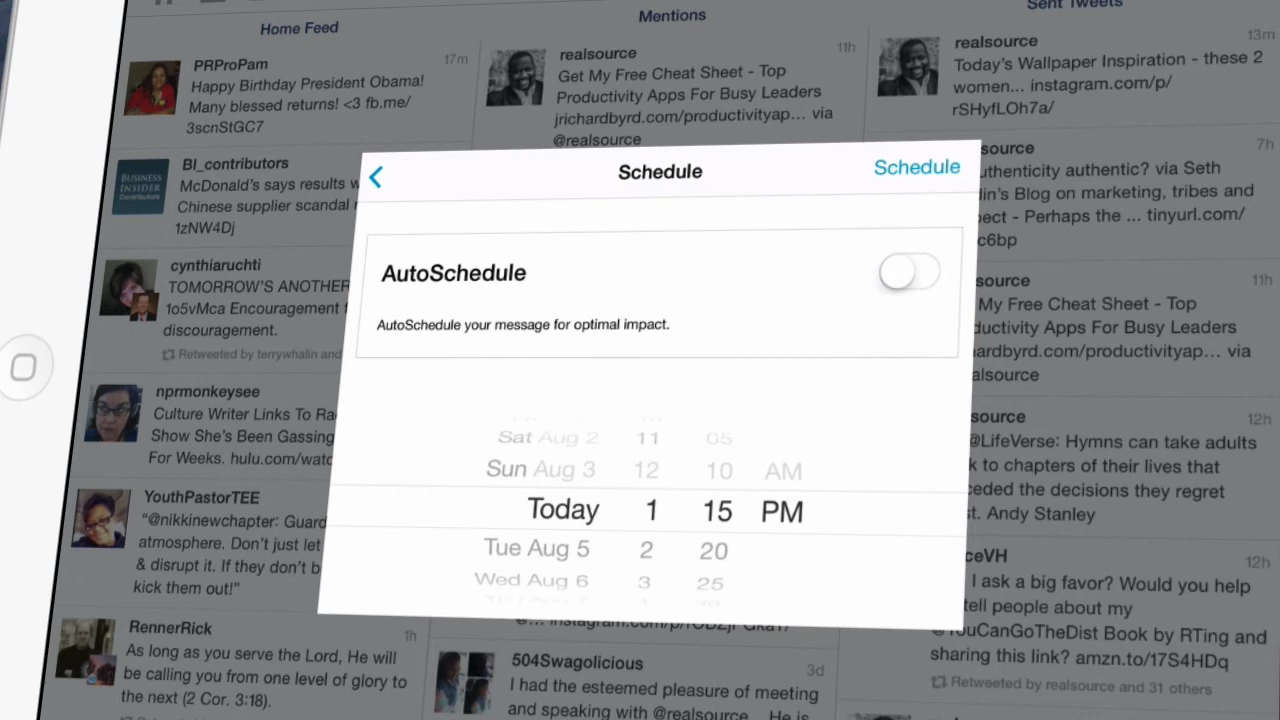 Home Feed
PRProPam
17m
Happy Birthday President Obama!
Many blessed returns! <3 fb.me/
3scnStGC7
BUSINESS
INSIDER
Contributors
BI_contributors
McDonald's says results w
Chinese supplier scandal
1zNW4Dj
cynthiaruchti
TOMORROW'S ANOTHER
1o5vMca Encouragement
discouragement.
Retweeted by terrywhalin and
nprmonkeysee
Culture Writer Links To Ra
Show She's Been Gassing
For Weeks. hulu.com/watc
YouthPastorTEE
"@nikkinewchapter: Guard
atmosphere. Don't just let
& disrupt it. If they don't b
kick them out!"
RennerRick
1h
As long as you serve the Lord, He will
be calling you from one level of glory to
the next (2 Cor. 3:18).
Mentions
realsource
11h
Get My Free Cheat Sheet - Top
Productivity Apps For Busy Leaders
jrichardbyrd.com/productivityap... via
@realsource
504Swagolicious
3d
I had the esteemed pleasure of meeting
and speaking with @realsource... He is
Sent Tweets
realsource
13m
Today's Wallpaper Inspiration - these 2
women... instagram.com/p/
rSHyfLOh7a/
source
7h
uthenticity authentic? via Seth
in's Blog on marketing, tribes and
pect - Perhaps the ... tinyurl.com/
c6bp
source
11h
My Free Cheat Sheet - Top
ductivity Apps For Busy Leaders
ardbyrd.com/productivityap... via
alsource
source
12h
@LifeVerse: Hymns can take adults
k to chapters of their lives that
ceded the decisions they regret
st. Andy Stanley
ceVH
12h
I ask a big favor? Would you help
tell people about my
@YouCanGoTheDist Book by RTing and
sharing this link? amzn.to/17S4HDq
Retweeted by realsource and 31 others
Schedule
Schedule
AutoSchedule
AutoSchedule your message for optimal impact.
Sat Aug 2 11 05
Sun Aug 3 12 10 AM
Today 1 15 PM
Tue Aug 5 2 20
Wed Aug 6 3 25